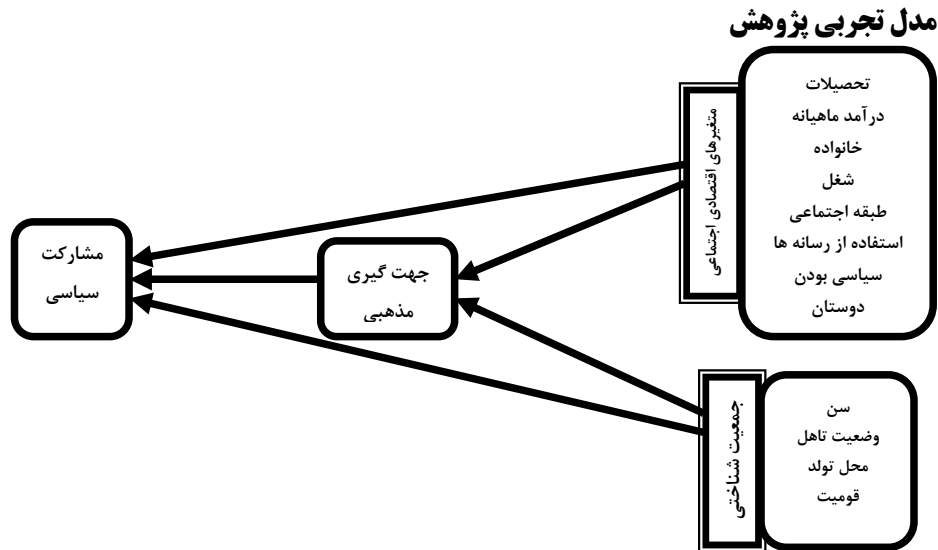 مدل تجربی پژوهش
متغیرهای اقتصادی اجتماعی
تحصیلات
درآمد ماهیانه
خانواده
شغل
طبقه اجتماعی
استفاده از رسانه ها
سیاسی بودن
دوستان
جهت گیری
مذهبی
مشارکت
سیاسی
جمعیت شناختی
سن
وضعیت تاهل
محل تولد
قومیت